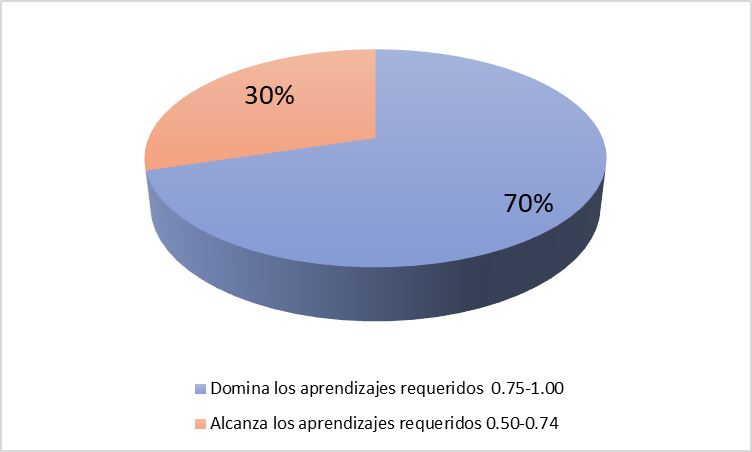 30%
70%
Domina los aprendizajes requeridos  0.75-1.00
Alcanza los aprendizajes requeridos 0.50-0.74